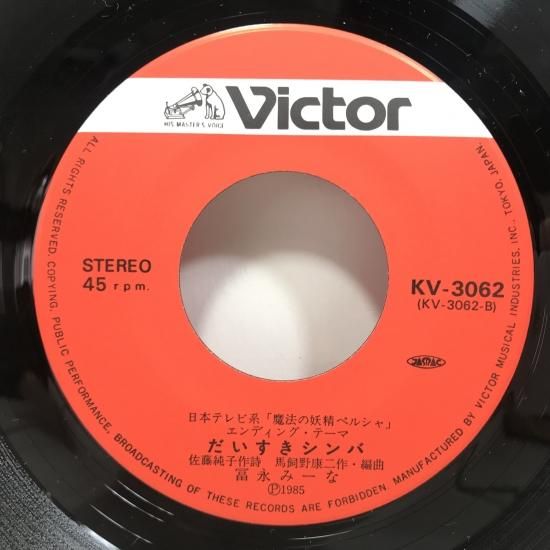 HIS MASTER'S VOICE
Victor
STEREO
45 rpm.
KV-3062
(KV-3062-B)
JASRAC
日本テレビ系「魔法の妖精ペルシャ」
エンディング・テーマ
だいすきシンバ
佐藤純子作詩 馬飼野康二作・編曲
冨永みーな
Ⓟ1985
ALL RIGHTS RESERVED. COPYING, PUBLIC PERFORMANCE, BROADCASTING OF THESE RECORDS ARE FORBIDDEN. MANUFACTURED BY VICTOR MUSICAL INDUSTRIES, INC. TOKYO, JAPAN.